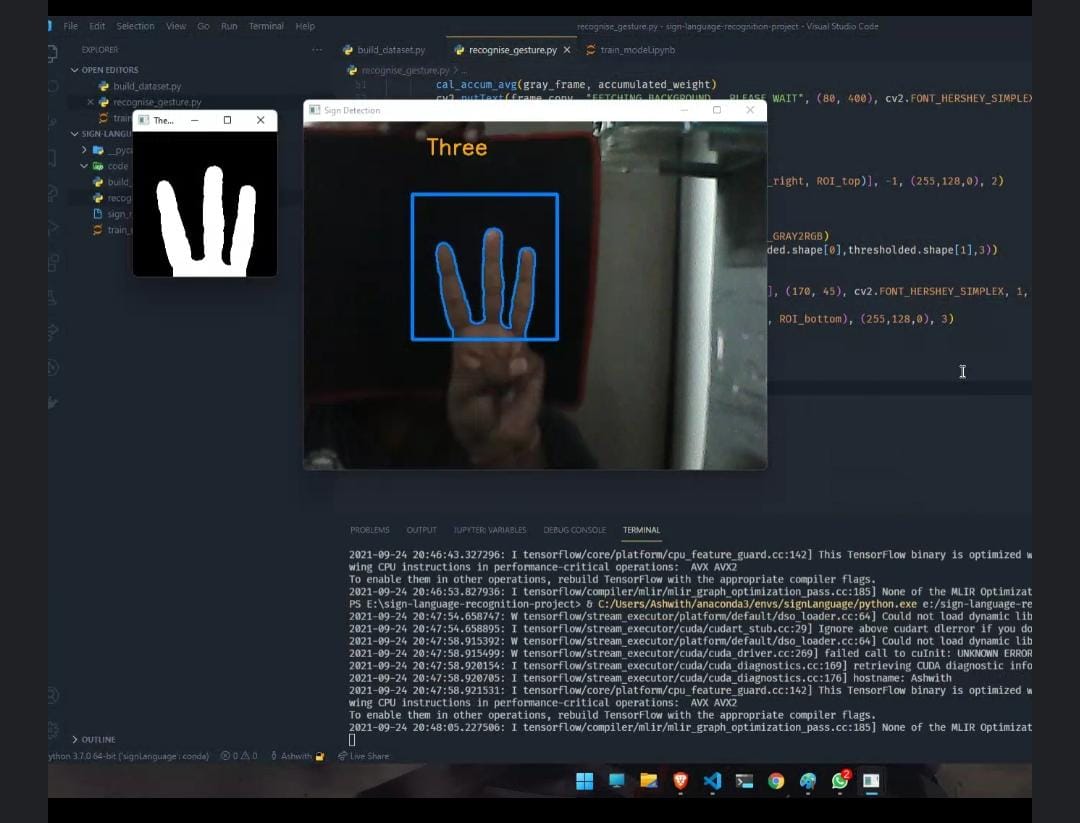 File Edit Selection View Go Run Terminal Help
recognise_gesture.py - sign-language-recognition-project - Visual Studio Code
EXPLORER
build_dataset.py
recognise_gesture.py
train_model.ipynb
OPEN EDITORS
build_dataset.py
recognise_gesture.py
train
SIGN-LANGU
code
build_
recog
sign_
train_
The...
recognise_gesture.py > ...
51
cal_accum_avg(gray_frame, accumulated_weight)
PLEASE WAIT", (80, 400), cv2.FONT_HERSHEY_SIMPLEX
Sign Detection
Three
_right, ROI_top)], -1, (255,128,0), 2)
_GRAY2RGB)
ded.shape[0],thresholded.shape[1],3))
], (170, 45), cv2.FONT_HERSHEY_SIMPLEX, 1,
, ROI_bottom), (255,128,0), 3)
PROBLEMS OUTPUT JUPYTER: VARIABLES DEBUG CONSOLE TERMINAL
2021-09-24 20:46:43.327296: I tensorflow/core/platform/cpu_feature_guard.cc:142] This TensorFlow binary is optimized w
wing CPU instructions in performance-critical operations:  AVX AVX2
To enable them in other operations, rebuild TensorFlow with the appropriate compiler flags.
2021-09-24 20:46:53.827936: I tensorflow/compiler/mlir/mlir_graph_optimization_pass.cc:185] None of the MLIR Optimizat
PS E:\sign-language-recognition-project> & C:/Users/Ashwith/anaconda3/envs/signLanguage/python.exe e:/sign-language-re
2021-09-24 20:47:54.658747: W tensorflow/stream_executor/platform/default/dso_loader.cc:64] Could not load dynamic lib
2021-09-24 20:47:54.658895: I tensorflow/stream_executor/cuda/cudart_stub.cc:29] Ignore above cudart dlerror if you do
2021-09-24 20:47:58.915392: W tensorflow/stream_executor/platform/default/dso_loader.cc:64] Could not load dynamic lib
2021-09-24 20:47:58.915499: W tensorflow/stream_executor/cuda/cuda_driver.cc:269] failed call to cuInit: UNKNOWN ERROR
2021-09-24 20:47:58.920154: I tensorflow/stream_executor/cuda/cuda_diagnostics.cc:169] retrieving CUDA diagnostic info
2021-09-24 20:47:58.920705: I tensorflow/stream_executor/cuda/cuda_diagnostics.cc:176] hostname: Ashwith
2021-09-24 20:47:58.921531: I tensorflow/core/platform/cpu_feature_guard.cc:142] This TensorFlow binary is optimized w
wing CPU instructions in performance-critical operations:  AVX AVX2
To enable them in other operations, rebuild TensorFlow with the appropriate compiler flags.
2021-09-24 20:48:05.227506: I tensorflow/compiler/mlir/mlir_graph_optimization_pass.cc:185] None of the MLIR Optimizat
OUTLINE
ython 3.7.0 64-bit ('signLanguage': conda) 0 0 Ashwith Live Share
2